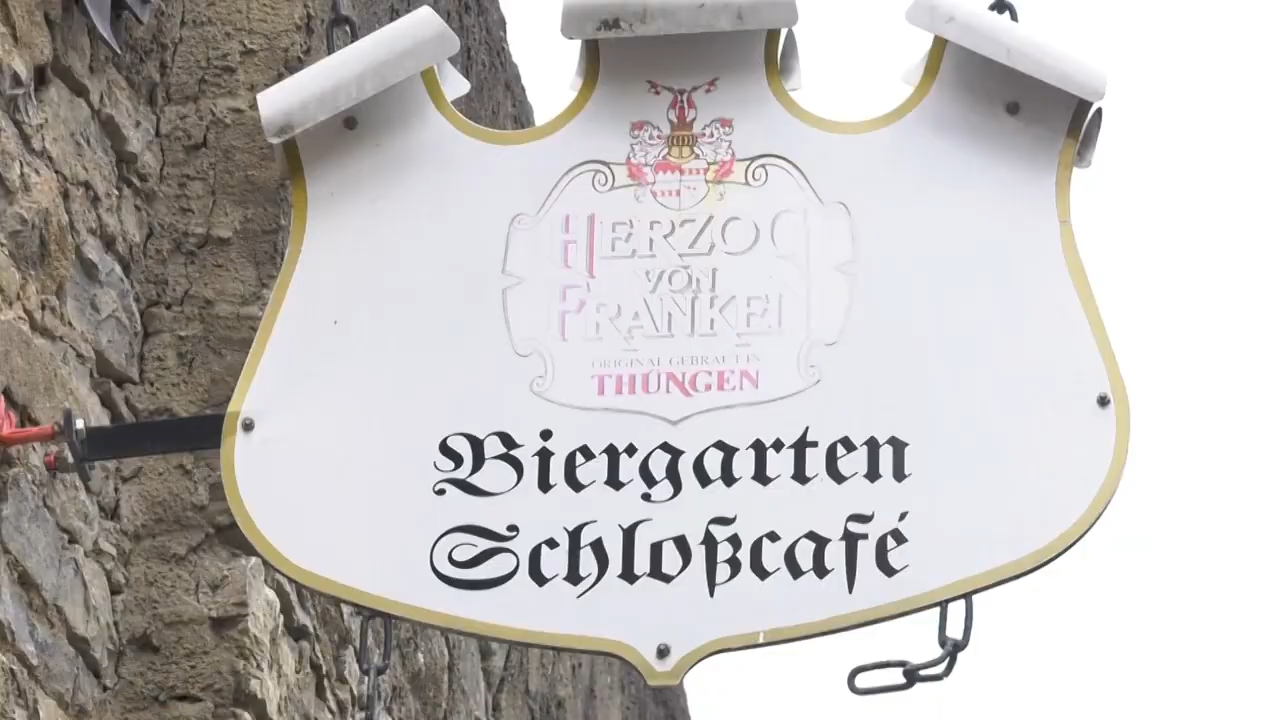 HERZOG
VON
FRANKEN
ORIGINAL GEBRAUT IN
THÜNGEN
Biergarten
Schloßcafé